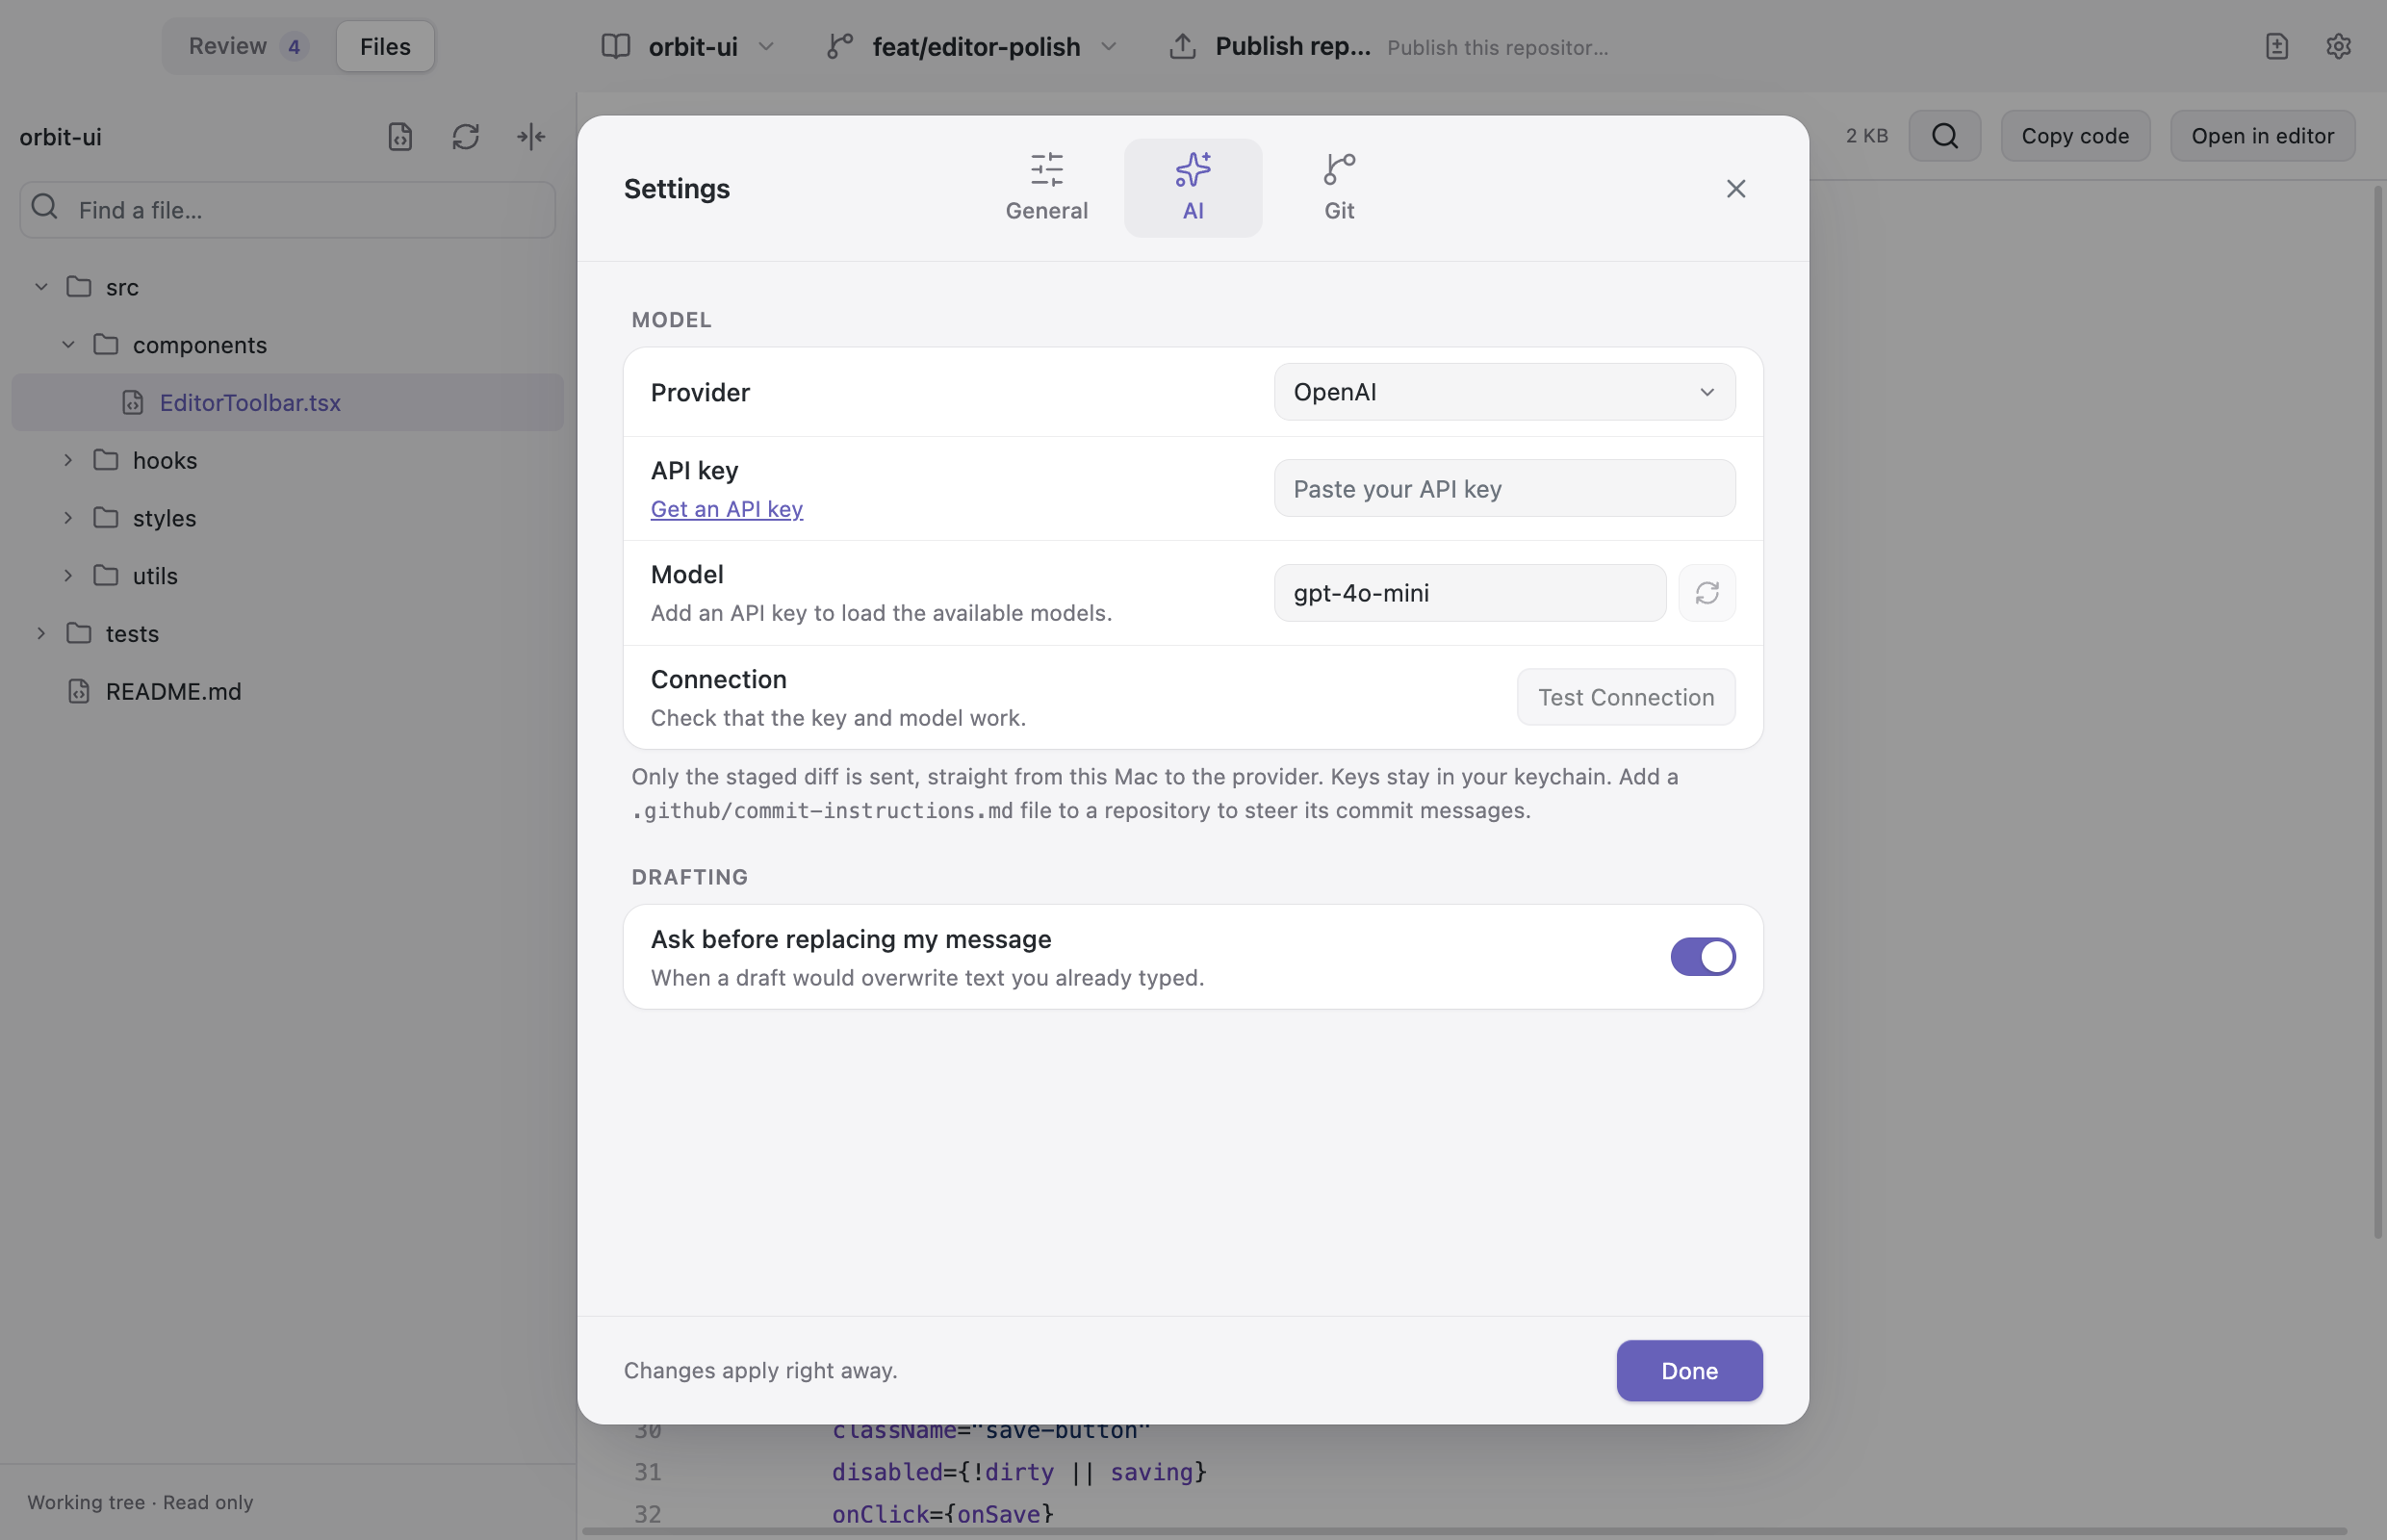 Review 4 Files
orbit-ui feat/editor-polish Publish rep... Publish this repositor...
orbit-ui
2 KB Copy code Open in editor
Find a file...
src
components
EditorToolbar.tsx
hooks
styles
utils
tests
README.md
Working tree · Read only
Settings
General AI Git
MODEL
Provider OpenAI
API key Paste your API key
Get an API key
Model gpt-4o-mini
Add an API key to load the available models.
Connection Test Connection
Check that the key and model work.
Only the staged diff is sent, straight from this Mac to the provider. Keys stay in your keychain. Add a
.github/commit-instructions.md file to a repository to steer its commit messages.
DRAFTING
Ask before replacing my message
When a draft would overwrite text you already typed.
Changes apply right away. Done
30 className="save-button"
31 disabled={!dirty || saving}
32 onClick={onSave}